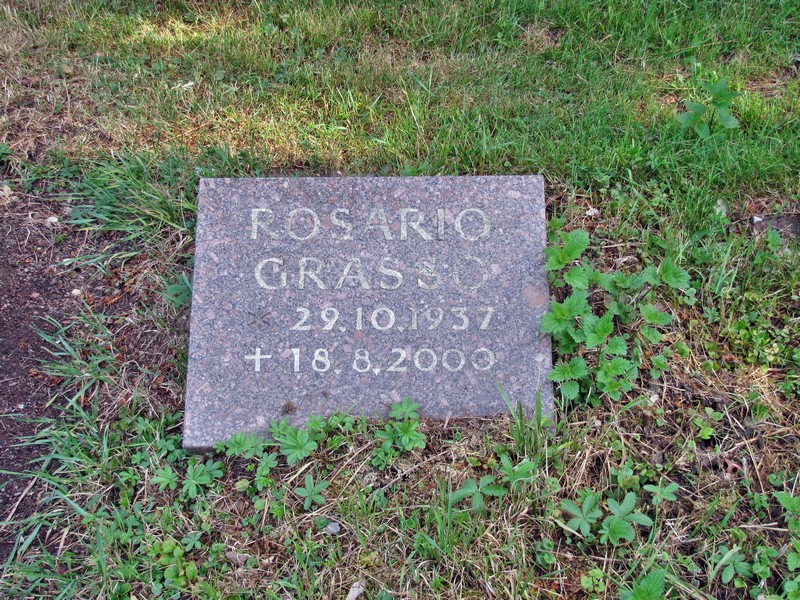 ROSARIO
GRASSO
* 29.10.1937
+ 18.8.2000